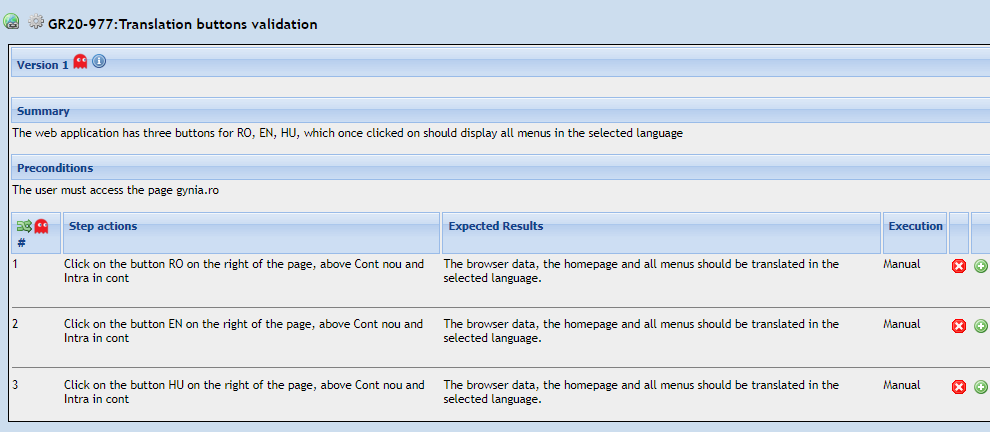 GR20-977:Translation buttons validation
Version 1
Summary
The web application has three buttons for RO, EN, HU, which once clicked on should display all menus in the selected language
Preconditions
The user must access the page gynia.ro
# Step actions Expected Results Execution
1 Click on the button RO on the right of the page, above Cont nou and The browser data, the homepage and all menus should be translated in the Manual
Intra in cont selected language.
2 Click on the button EN on the right of the page, above Cont nou and The browser data, the homepage and all menus should be translated in the Manual
Intra in cont selected language.
3 Click on the button HU on the right of the page, above Cont nou and The browser data, the homepage and all menus should be translated in the Manual
Intra in cont selected language.